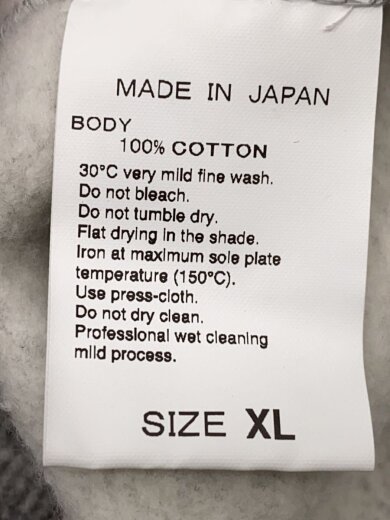 MADE IN JAPAN
BODY
100% COTTON
30°C very mild fine wash.
Do not bleach.
Do not tumble dry.
Flat drying in the shade.
Iron at maximum sole plate
temperature (150°C).
Use press-cloth.
Do not dry clean.
Professional wet cleaning
mild process.
SIZE XL